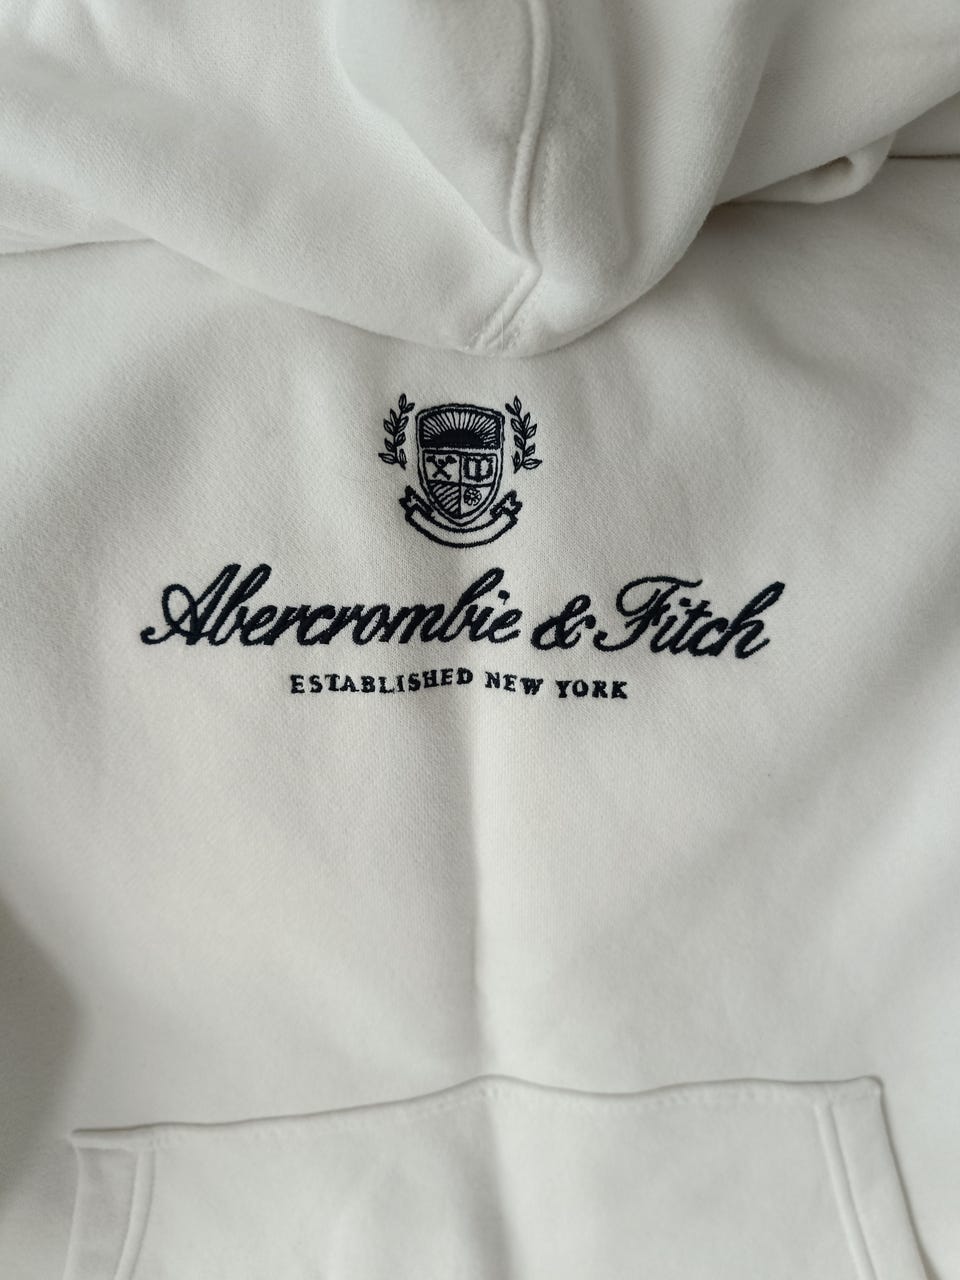 Abercrombie & Fitch
ESTABLISHED NEW YORK